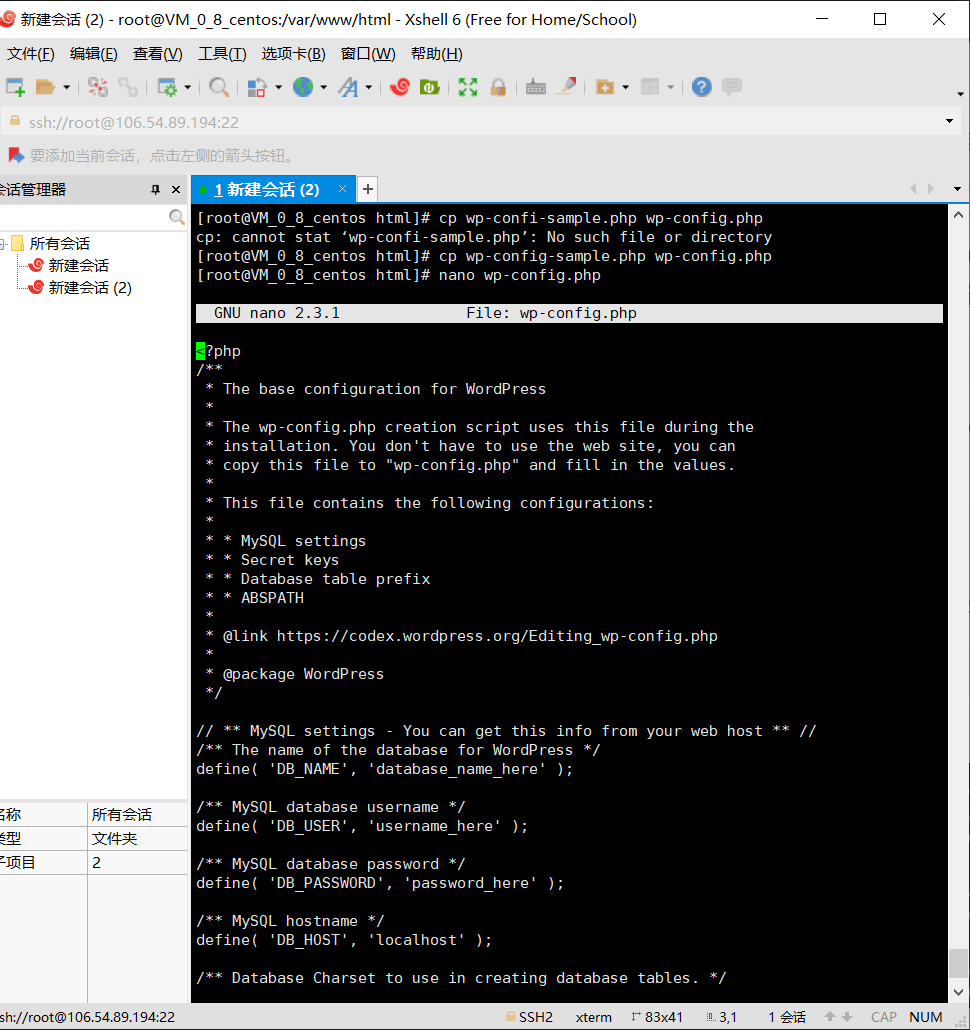 新建会话 (2) - root@VM_0_8_centos:/var/www/html - Xshell 6 (Free for Home/School)
文件(F) 编辑(E) 查看(V) 工具(T) 选项卡(B) 窗口(W) 帮助(H)
ssh://root@106.54.89.194:22
要添加当前会话，点击左侧的箭头按钮。
会话管理器
1 新建会话 (2)
所有会话
新建会话
新建会话 (2)
名称 所有会话
类型 文件夹
子项目 2
[root@VM_0_8_centos html]# cp wp-confi-sample.php wp-config.php
cp: cannot stat ‘wp-confi-sample.php’: No such file or directory
[root@VM_0_8_centos html]# cp wp-config-sample.php wp-config.php
[root@VM_0_8_centos html]# nano wp-config.php
GNU nano 2.3.1 File: wp-config.php
<?php
/**
 * The base configuration for WordPress
 *
 * The wp-config.php creation script uses this file during the
 * installation. You don't have to use the web site, you can
 * copy this file to "wp-config.php" and fill in the values.
 *
 * This file contains the following configurations:
 *
 * * MySQL settings
 * * Secret keys
 * * Database table prefix
 * * ABSPATH
 *
 * @link https://codex.wordpress.org/Editing_wp-config.php
 *
 * @package WordPress
 */
// ** MySQL settings - You can get this info from your web host ** //
/** The name of the database for WordPress */
define( 'DB_NAME', 'database_name_here' );
/** MySQL database username */
define( 'DB_USER', 'username_here' );
/** MySQL database password */
define( 'DB_PASSWORD', 'password_here' );
/** MySQL hostname */
define( 'DB_HOST', 'localhost' );
/** Database Charset to use in creating database tables. */
sh://root@106.54.89.194:22 SSH2 xterm 83x41 3,1 1 会话 CAP NUM